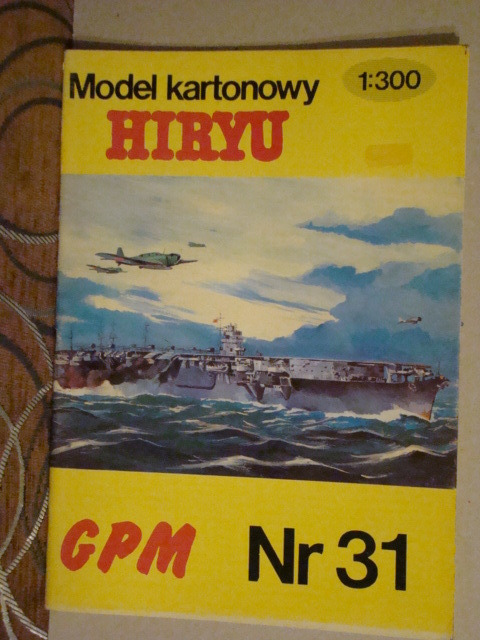 Model kartonowy 1:300
HIRYU
GPM Nr 31